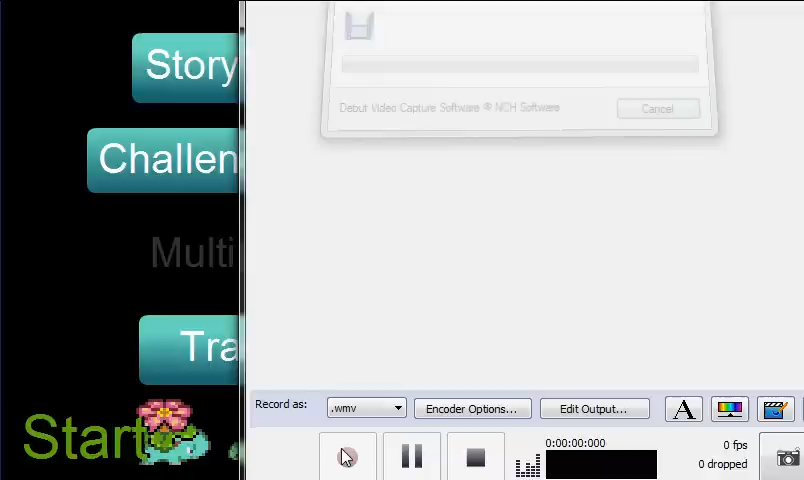 Story
Challen
Multi
Tra
Start
Debut Video Capture Software © NCH Software
Cancel
Record as:
.wmv
Encoder Options...
Edit Output...
A
0:00:00:000
0 fps
0 dropped